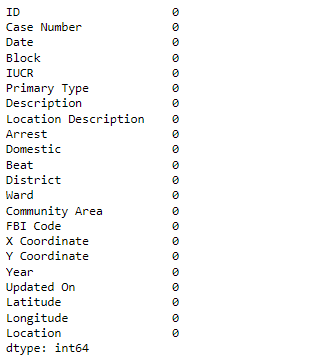 ID 0
Case Number 0
Date 0
Block 0
IUCR 0
Primary Type 0
Description 0
Location Description 0
Arrest 0
Domestic 0
Beat 0
District 0
Ward 0
Community Area 0
FBI Code 0
X Coordinate 0
Y Coordinate 0
Year 0
Updated On 0
Latitude 0
Longitude 0
Location 0
dtype: int64